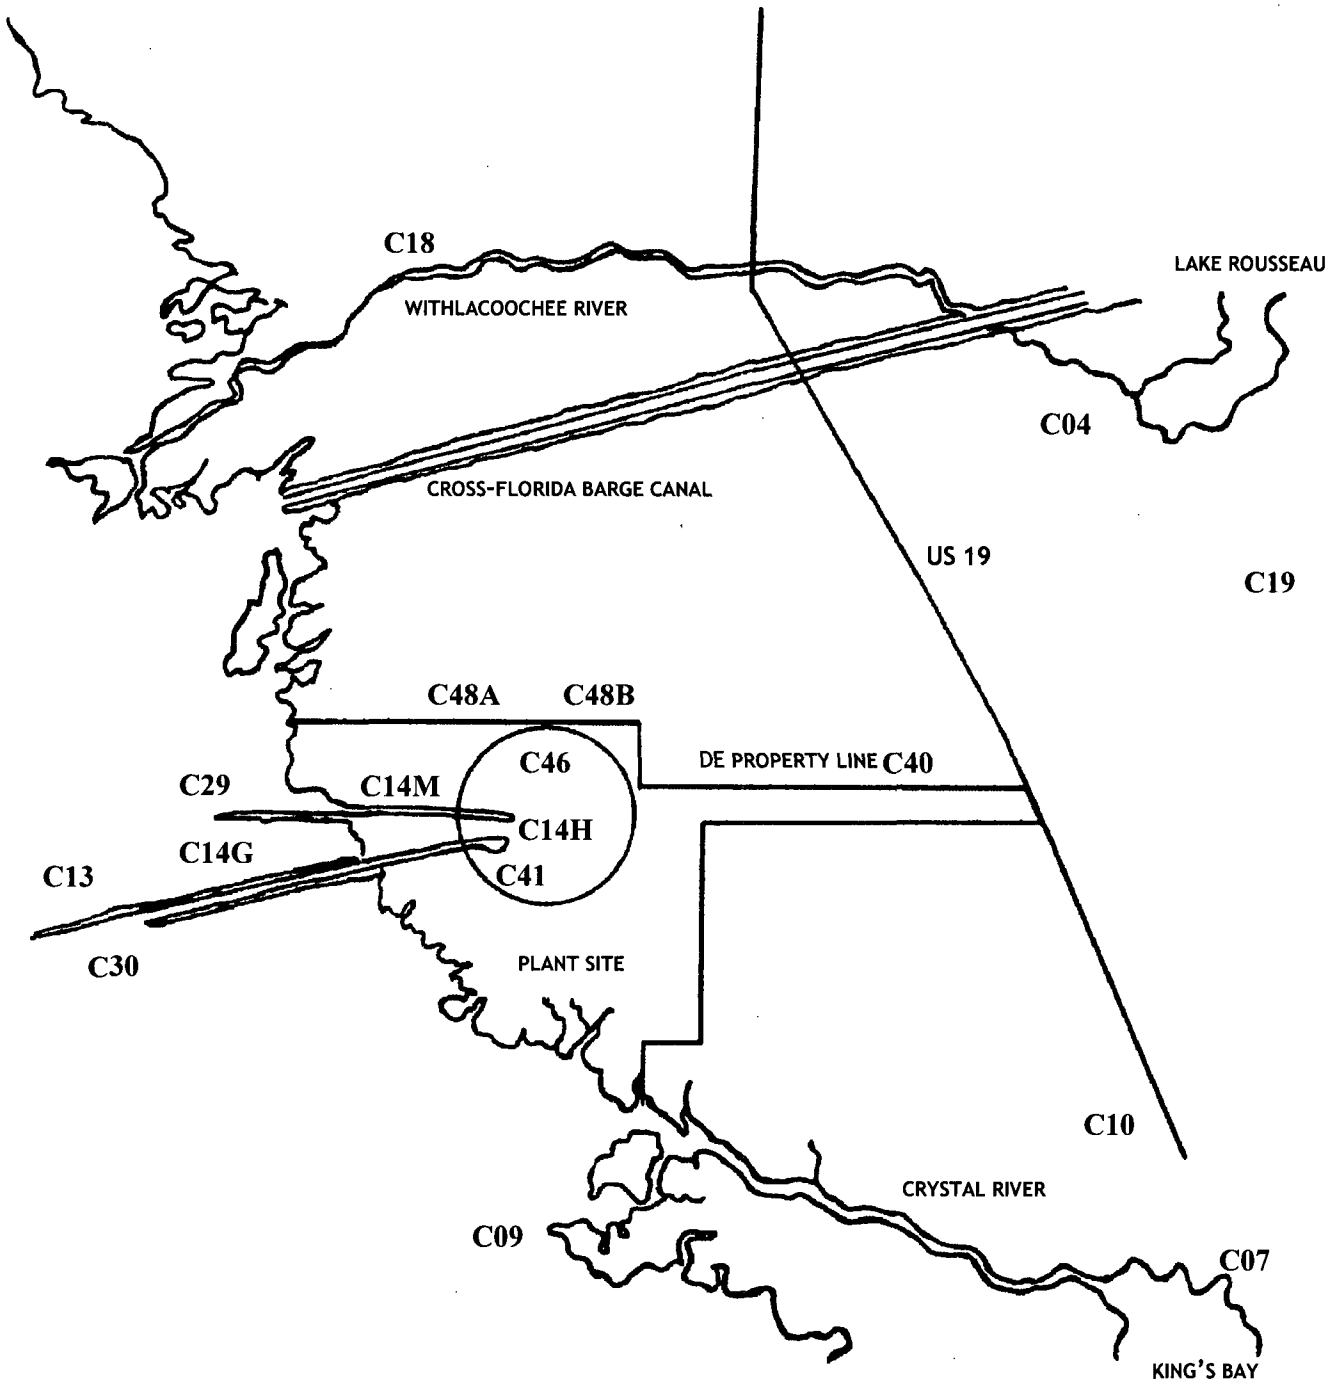 C18
LAKE ROUSSEAU
WITHLACOOCHEE RIVER
C04
CROSS-FLORIDA BARGE CANAL
US 19
C19
C48A C48B
C46
DE PROPERTY LINE C40
C29
C14M
C14H
C14G
C13
C41
C30
PLANT SITE
C10
CRYSTAL RIVER
C09
C07
KING'S BAY